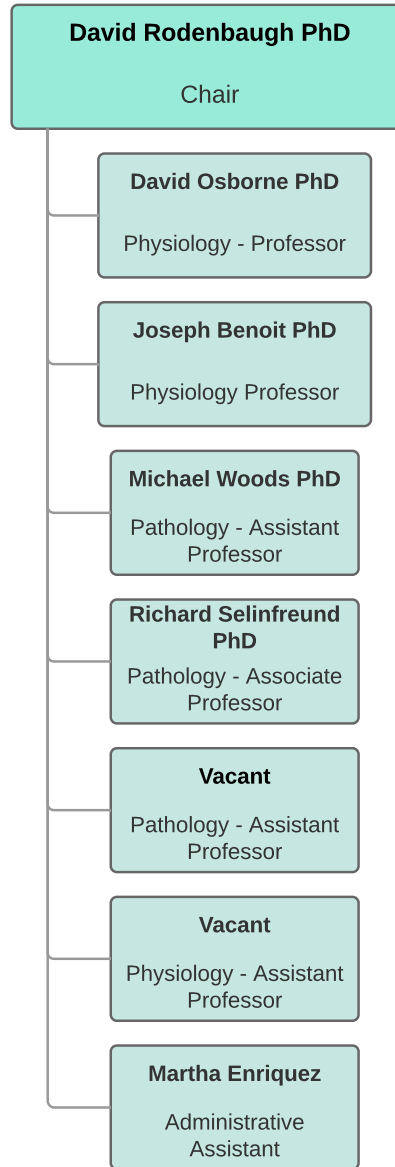 David Rodenbaugh PhD
Chair
David Osborne PhD
Physiology - Professor
Joseph Benoit PhD
Physiology Professor
Michael Woods PhD
Pathology - Assistant
Professor
Richard Selinfreund
PhD
Pathology - Associate
Professor
Vacant
Pathology - Assistant
Professor
Vacant
Physiology - Assistant
Professor
Martha Enriquez
Administrative
Assistant